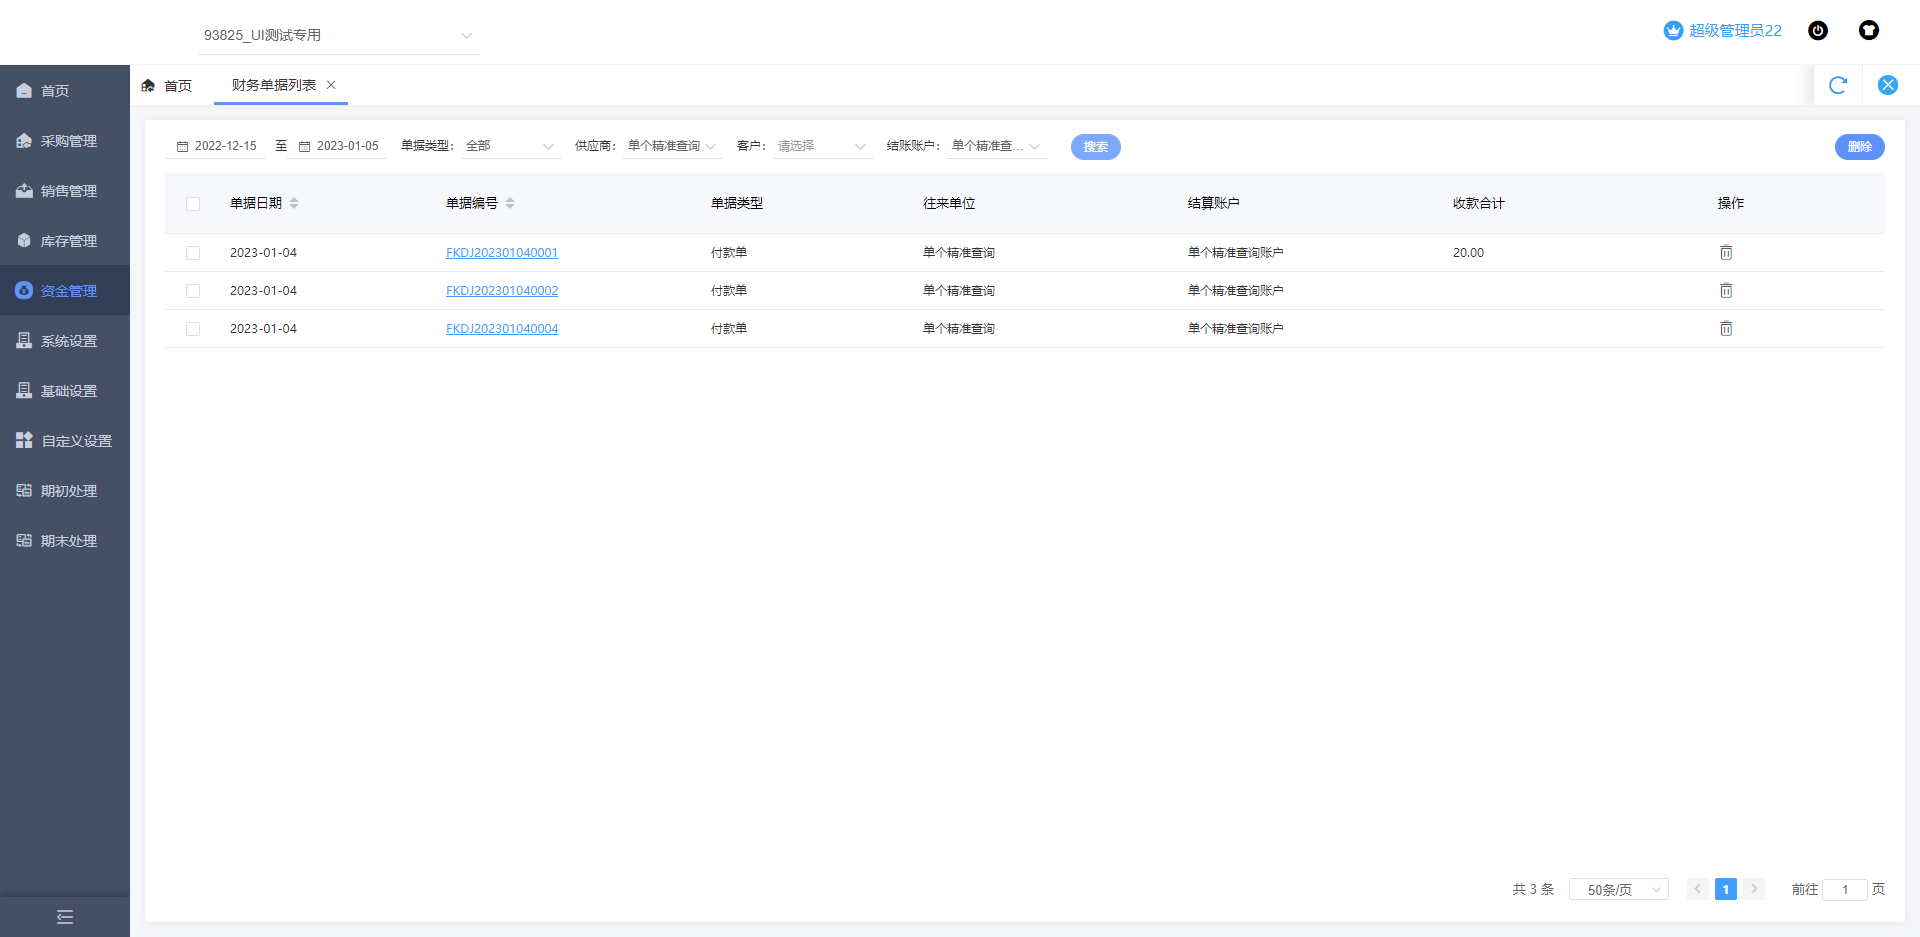 93825_UI测试专用
超级管理员22
首页
采购管理
销售管理
库存管理
资金管理
系统设置
基础设置
自定义设置
期初处理
期末处理
首页
财务单据列表
2022-12-15 至 2023-01-05 单据类型： 全部 供应商： 单个精准查询 客户： 请选择 结账账户： 单个精准查... 搜索 删除
单据日期 单据编号 单据类型 往来单位 结算账户 收款合计 操作
2023-01-04 FKDJ202301040001 付款单 单个精准查询 单个精准查询账户 20.00
2023-01-04 FKDJ202301040002 付款单 单个精准查询 单个精准查询账户
2023-01-04 FKDJ202301040004 付款单 单个精准查询 单个精准查询账户
共 3 条 50条/页 1 前往 1 页